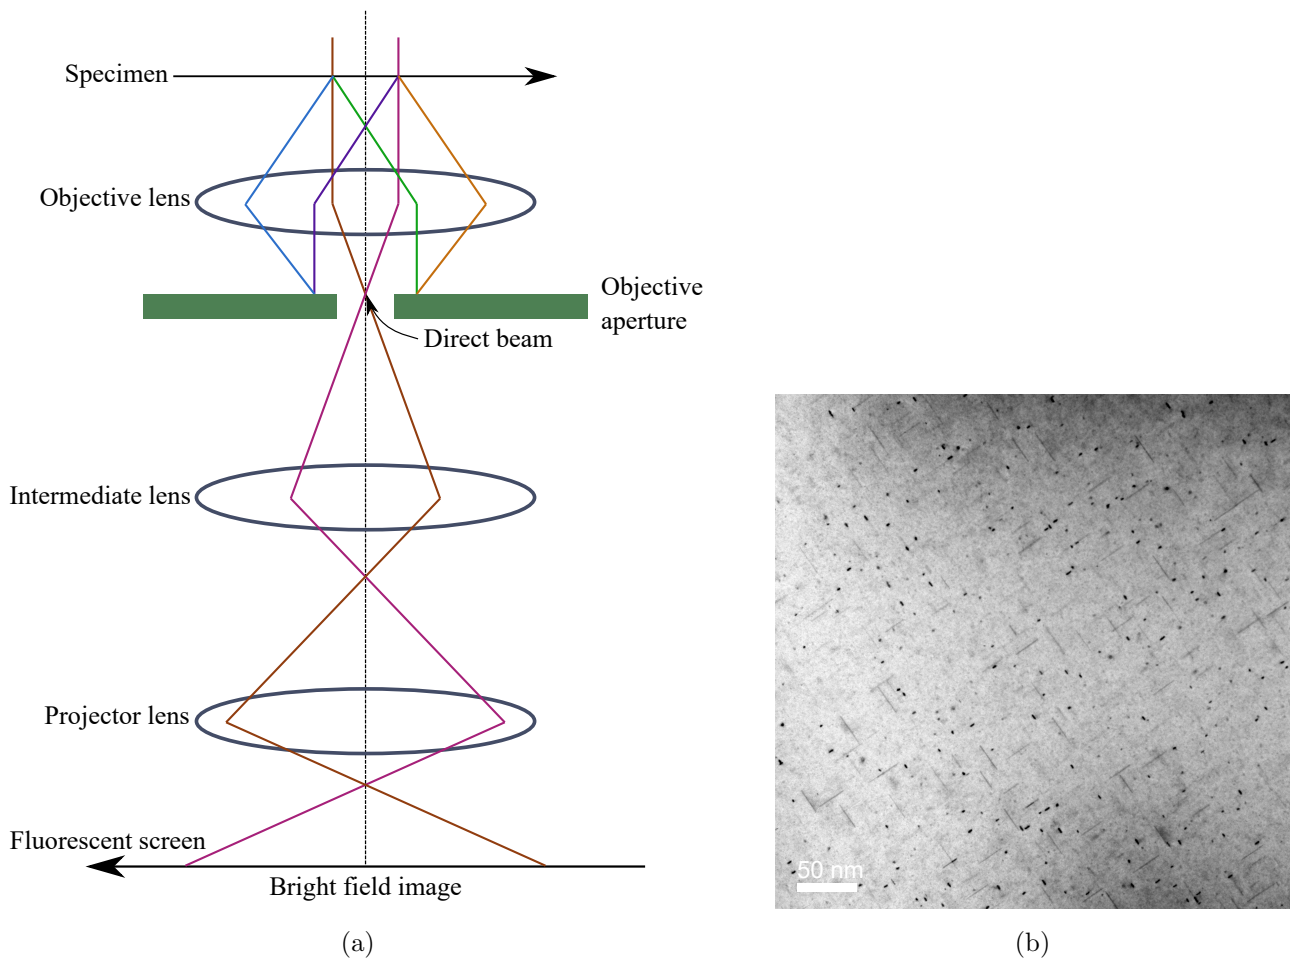 Specimen
Objective lens
Objective
aperture
Direct beam
Intermediate lens
Projector lens
Fluorescent screen
Bright field image
50 nm
(a)
(b)